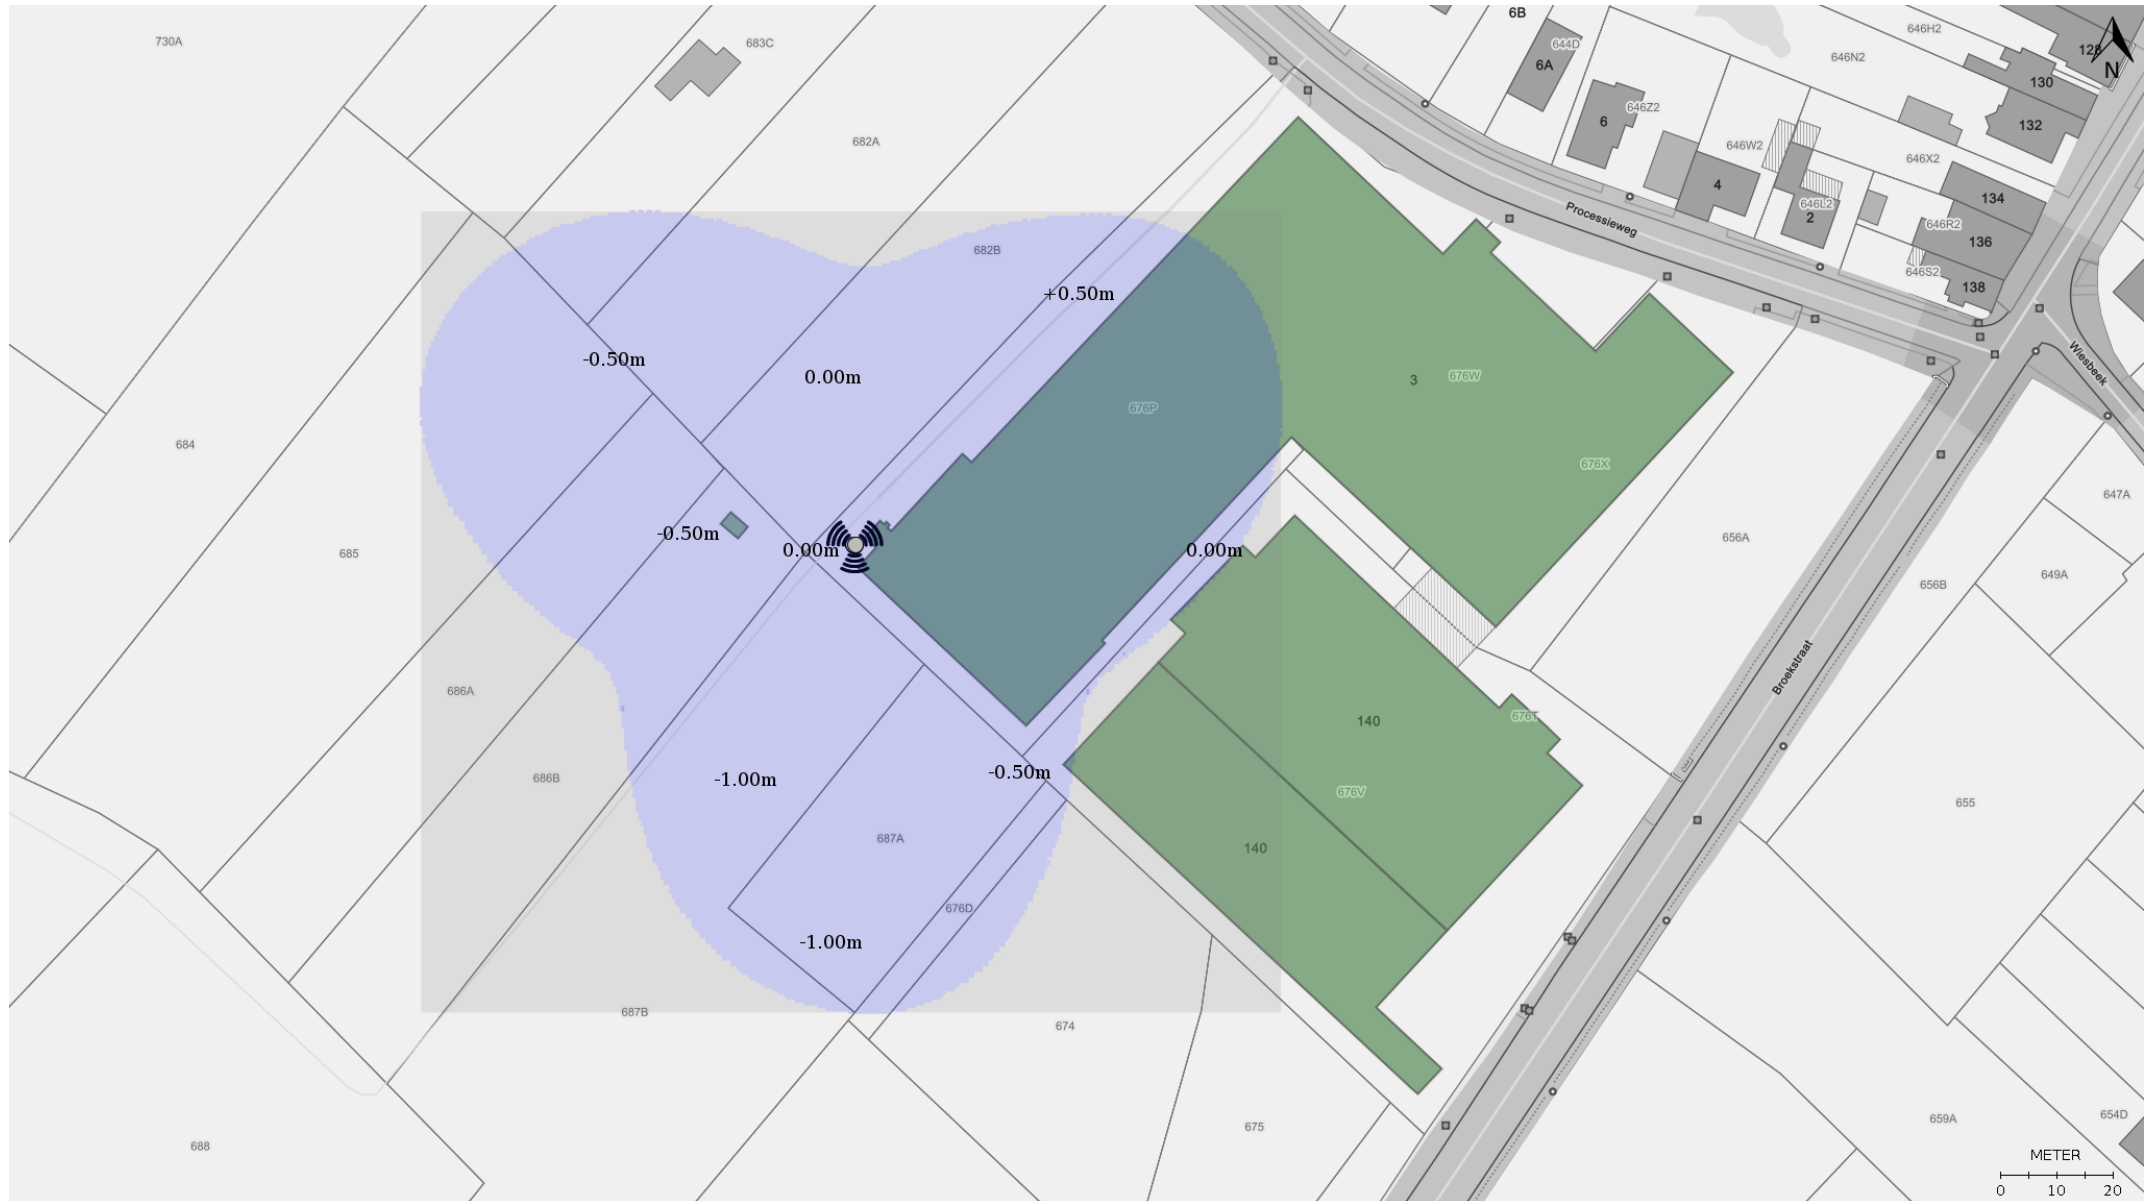 6B
730A
683C
644D
646H2
128
N
6A
646N2
130
6
646Z2
132
682A
646W2
646X2
4
134
646L2
2
Processieweg
646R2
136
682B
646S2
138
+0.50m
-0.50m
0.00m
3
676W
Wiesbeek
676P
684
676X
647A
-0.50m
0.00m
0.00m
656A
685
649A
656B
686A
Broekstraat
140
676T
-0.50m
-1.00m
686B
676V
655
687A
140
676D
-1.00m
687B
674
654D
659A
675
688
METER
0 10 20